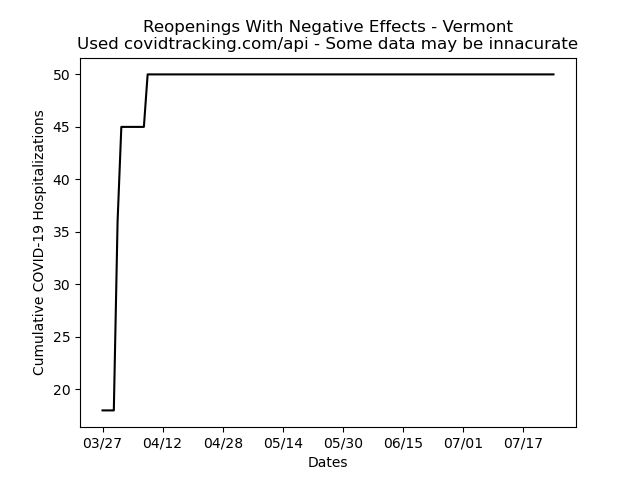 Reopenings With Negative Effects - Vermont
Used covidtracking.com/api - Some data may be innacurate
Cumulative COVID-19 Hospitalizations
50
45
40
35
30
25
20
03/27 04/12 04/28 05/14 05/30 06/15 07/01 07/17
Dates